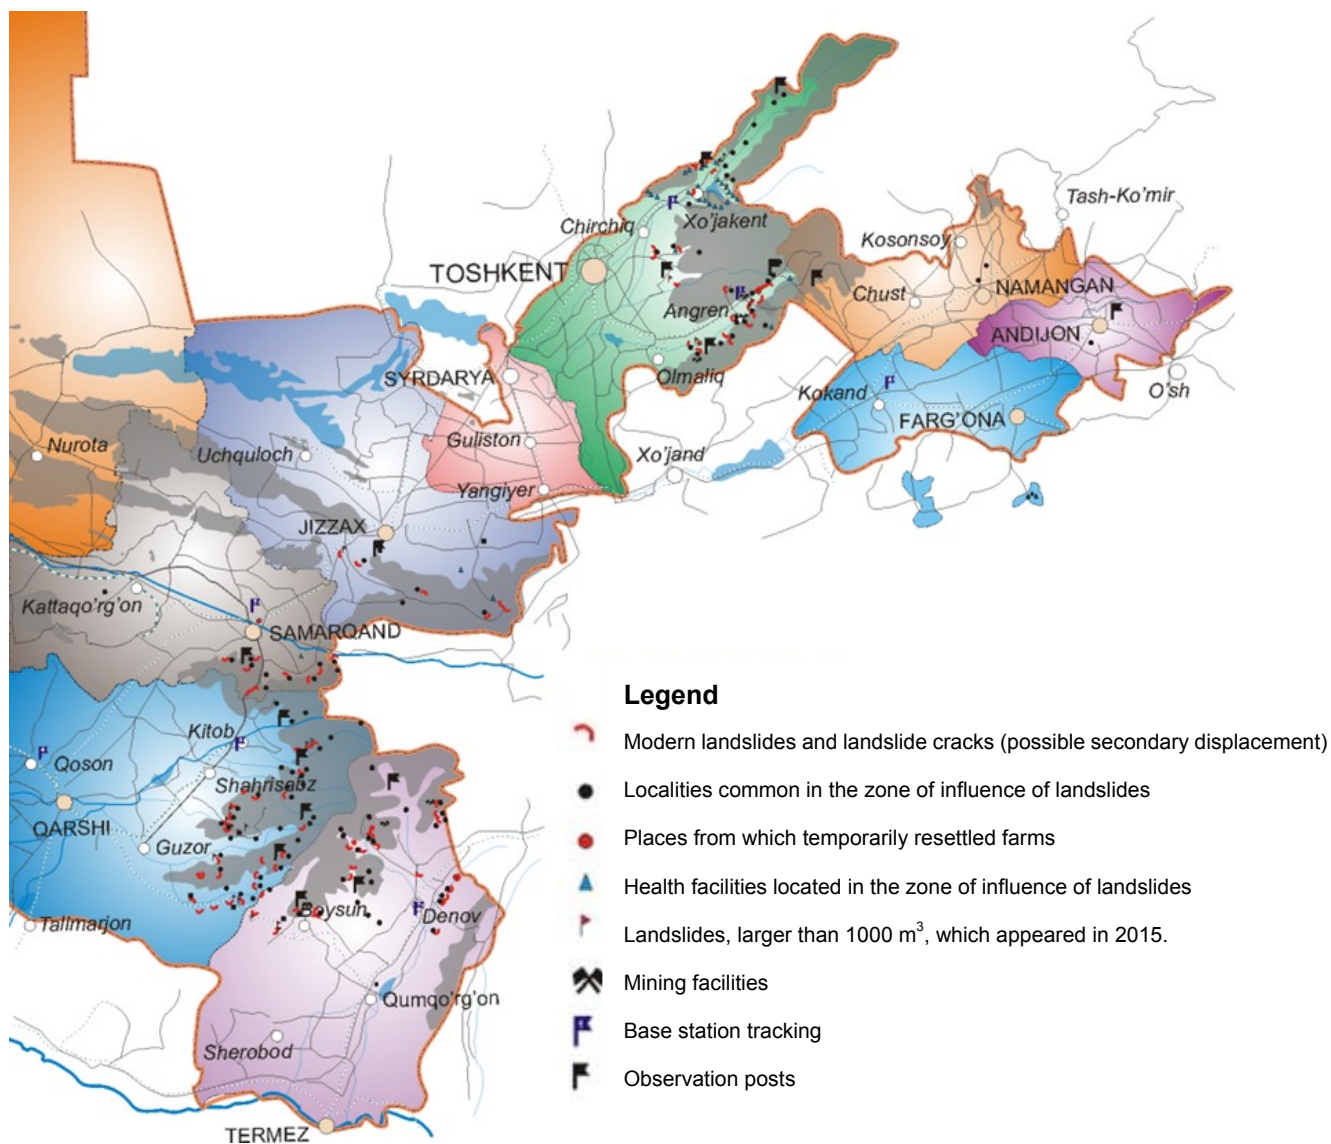 Tash-Ko'mir
Chirchiq
Xo'jakent
Kosonsoy
TOSHKENT
Chust
NAMANGAN
Angren
ANDIJON
SYRDARYA
Olmaliq
Kokand
O'sh
FARG'ONA
Nurota
Uchquloch
Guliston
Xo'jand
Yangiyer
JIZZAX
Kattaqo'rg'on
SAMARQAND
Kitob
Qoson
Shahrisabz
QARSHI
Guzor
Tallmarjon
Boysun
Denov
Qumqo'rg'on
Sherobod
TERMEZ
Legend
Modern landslides and landslide cracks (possible secondary displacement)
Localities common in the zone of influence of landslides
Places from which temporarily resettled farms
Health facilities located in the zone of influence of landslides
Landslides, larger than 1000 m³, which appeared in 2015.
Mining facilities
Base station tracking
Observation posts